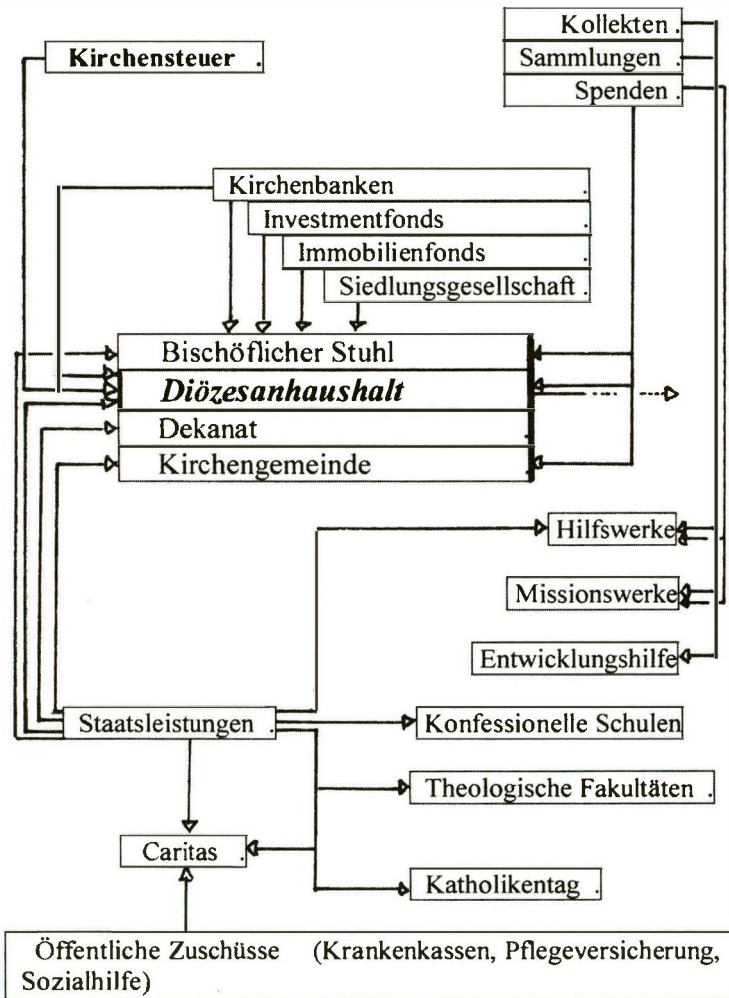 Kollekten .
Kirchensteuer .
Sammlungen .
Spenden .
Kirchenbanken .
Investmentfonds .
Immobilienfonds .
Siedlungsgesellschaft .
Bischöflicher Stuhl
Diözesanhaushalt
Dekanat
Kirchengemeinde
Hilfswerke
Missionswerke
Entwicklungshilfe
Staatsleistungen .
Konfessionelle Schulen
Theologische Fakultäten .
Caritas .
Katholikentag .
Öffentliche Zuschüsse (Krankenkassen, Pflegeversicherung,
Sozialhilfe)